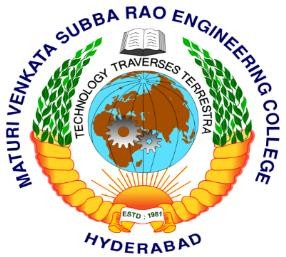 MATURI VENKATA SUBBA RAO ENGINEERING COLLEGE
TECHNOLOGY TRAVERSES TERRESTRA
ESTD : 1981
HYDERABAD